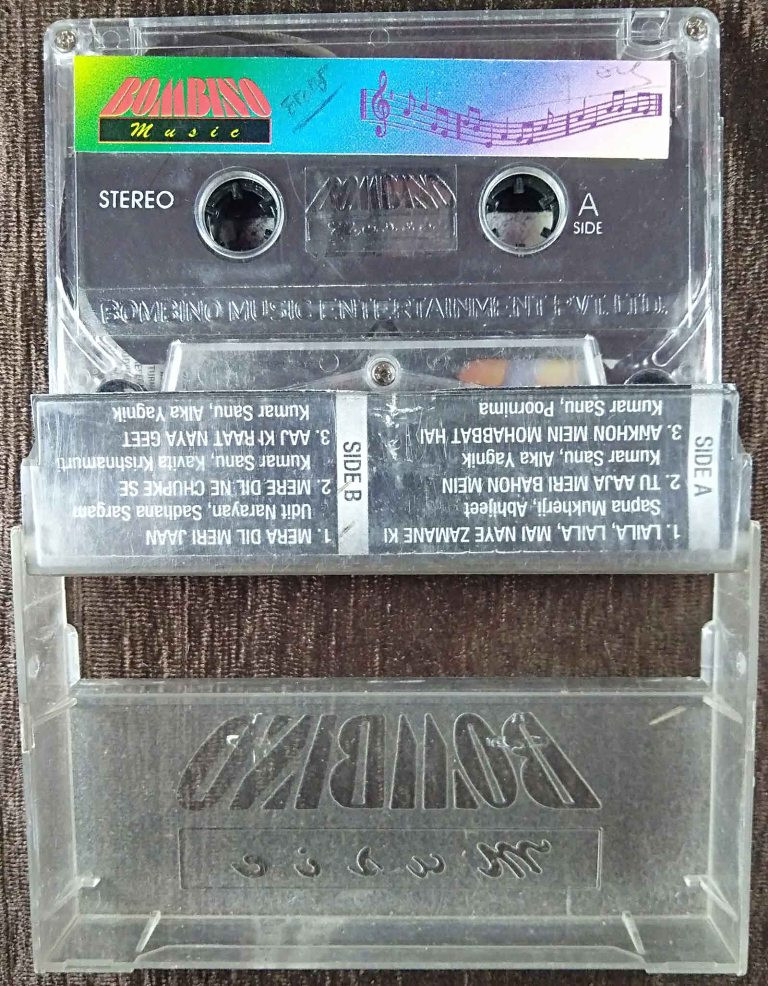 BOMBINO
Music
STEREO
BOMBINO
A
SIDE
BOMBINO MUSIC ENTERTAINMENT PVT. LTD.
SIDE A
1. LAILA, LAILA, MAI NAYE ZAMANE KI
Sapna Mukherji, Abhijeet
2. TU AAJA MERI BAHON MEIN
Kumar Sanu, Alka Yagnik
3. ANKHON MEIN MOHABBAT HAI
Kumar Sanu, Poornima
SIDE B
1. MERA DIL MERI JAAN
Udit Narayan, Sadhana Sargam
2. MERE DIL NE CHUPKE SE
Kumar Sanu, Kavita Krishnamurti
3. AAJ KI RAAT NAYA GEET
Kumar Sanu, Alka Yagnik
BOMBINO
Music